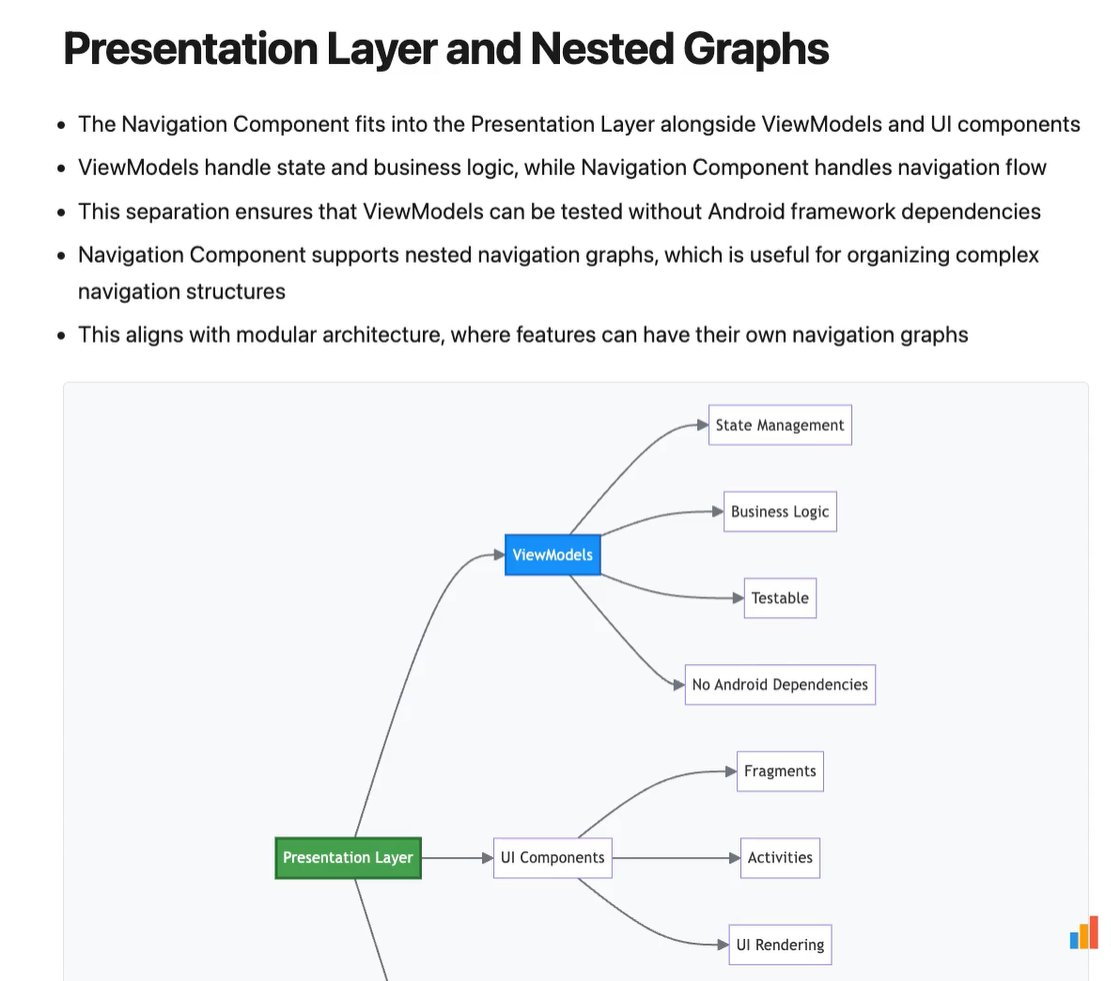 Presentation Layer and Nested Graphs
• The Navigation Component fits into the Presentation Layer alongside ViewModels and UI components
• ViewModels handle state and business logic, while Navigation Component handles navigation flow
• This separation ensures that ViewModels can be tested without Android framework dependencies
• Navigation Component supports nested navigation graphs, which is useful for organizing complex
navigation structures
• This aligns with modular architecture, where features can have their own navigation graphs
State Management
Business Logic
ViewModels
Testable
No Android Dependencies
Fragments
Presentation Layer
UI Components
Activities
UI Rendering